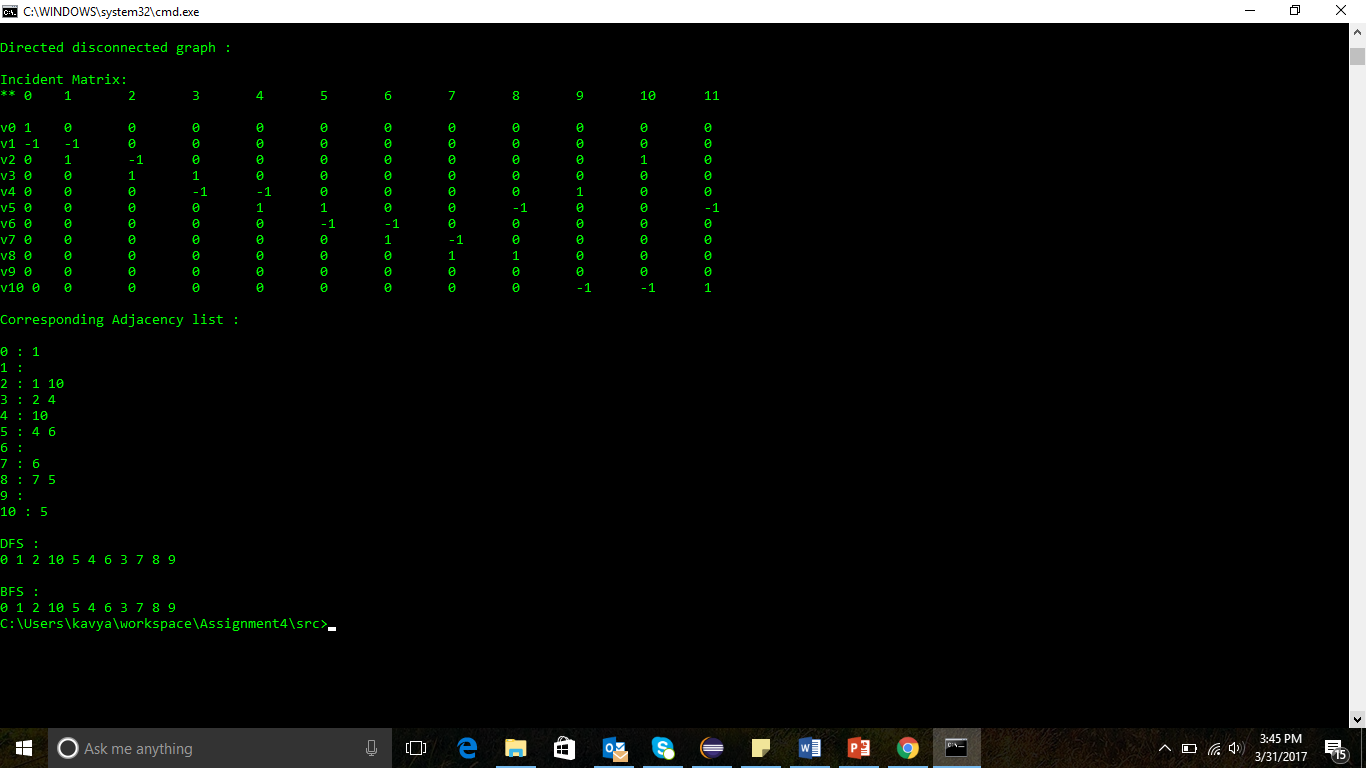 C:\WINDOWS\system32\cmd.exe
Directed disconnected graph :
Incident Matrix:
** 0 1 2 3 4 5 6 7 8 9 10 11
v0 1 0 0 0 0 0 0 0 0 0 0 0
v1 -1 -1 0 0 0 0 0 0 0 0 0 0
v2 0 1 -1 0 0 0 0 0 0 0 1 0
v3 0 0 1 1 0 0 0 0 0 0 0 0
v4 0 0 0 -1 -1 0 0 0 0 1 0 0
v5 0 0 0 0 1 1 0 0 -1 0 0 -1
v6 0 0 0 0 0 -1 -1 0 0 0 0 0
v7 0 0 0 0 0 0 1 -1 0 0 0 0
v8 0 0 0 0 0 0 0 1 1 0 0 0
v9 0 0 0 0 0 0 0 0 0 0 0 0
v10 0 0 0 0 0 0 0 0 0 -1 -1 1
Corresponding Adjacency list :
0 : 1
1 :
2 : 1 10
3 : 2 4
4 : 10
5 : 4 6
6 :
7 : 6
8 : 7 5
9 :
10 : 5
DFS :
0 1 2 10 5 4 6 3 7 8 9
BFS :
0 1 2 10 5 4 6 3 7 8 9
C:\Users\kavya\workspace\Assignment4\src>
Ask me anything
3:45 PM
3/31/2017
15